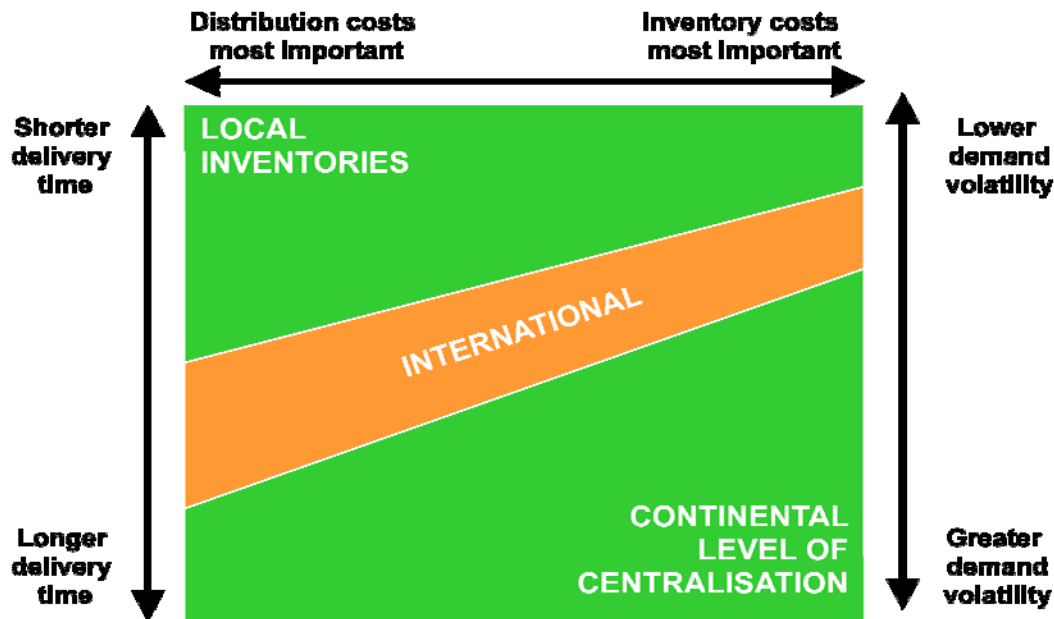 Distribution costs
most Important
Inventory costs
most Important
Shorter
delivery
time
LOCAL
INVENTORIES
Lower
demand
volatility
INTERNATIONAL
Longer
delivery
time
CONTINENTAL
LEVEL OF
CENTRALISATION
Greater
demand
volatility